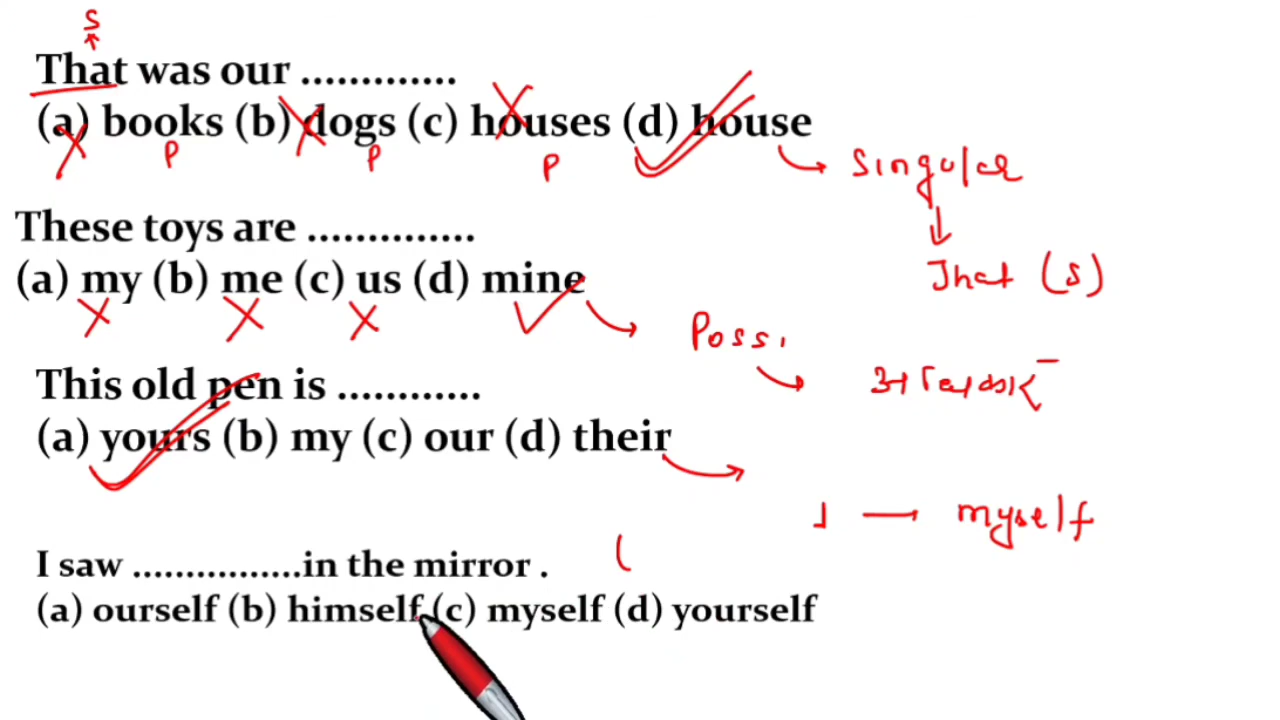 S
That was our .............
(a) books (b) dogs (c) houses (d) house
P P P
Singular
These toys are ..............
That (S)
(a) my (b) me (c) us (d) mine
Poss.
This old pen is ............
(a) yours (b) my (c) our (d) their
I — myself
I saw ................in the mirror .
(a) ourself (b) himself (c) myself (d) yourself